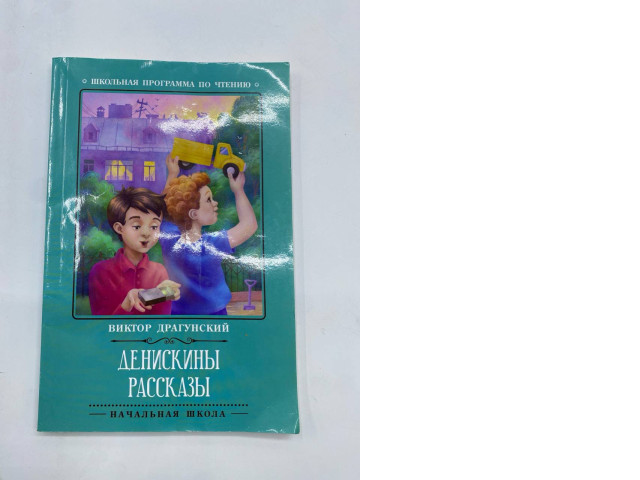 ШКОЛЬНАЯ ПРОГРАММА ПО ЧТЕНИЮ
ВИКТОР ДРАГУНСКИЙ
ДЕНИСКИНЫ
РАССКАЗЫ
НАЧАЛЬНАЯ ШКОЛА